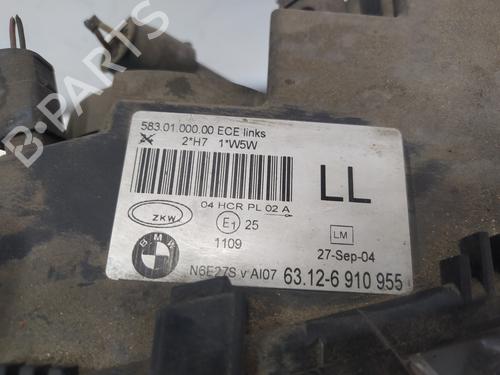 583.01.000.00 ECE links
2*H7 1*W5W
LL
04 HCR PL 02 A
ZKW
E1 25
LM
1109
27-Sep-04
BMW
N6E27S v AI07 63.12-6 910 955
B-PARTS